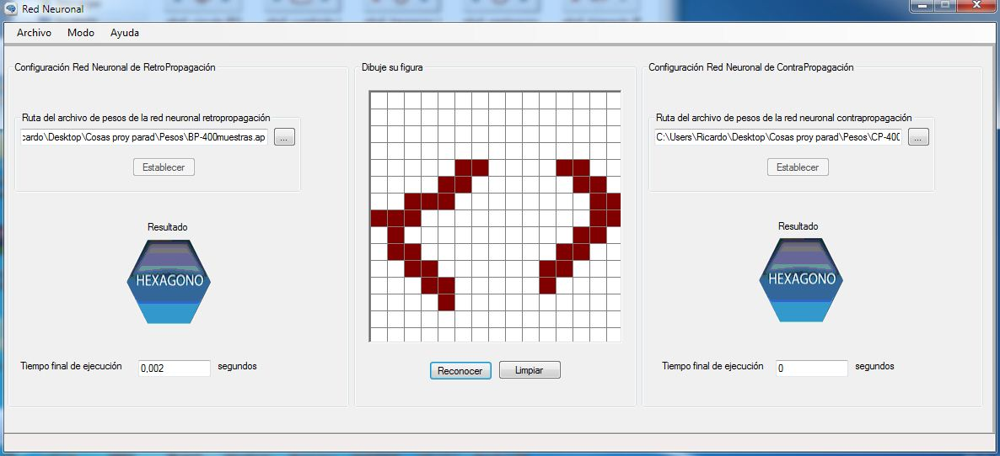 Red Neuronal
Archivo Modo Ayuda
Configuración Red Neuronal de RetroPropagación
Ruta del archivo de pesos de la red neuronal retropropagación
cardo\Desktop\Cosas proy parad\Pesos\BP-400muestras.ap
...
Establecer
Resultado
HEXAGONO
Tiempo final de ejecución 0,002 segundos
Dibuje su figura
Reconocer Limpiar
Configuración Red Neuronal de ContraPropagación
Ruta del archivo de pesos de la red neuronal contrapropagación
C:\Users\Ricardo\Desktop\Cosas proy parad\Pesos\CP-400
...
Establecer
Resultado
HEXAGONO
Tiempo final de ejecución 0 segundos